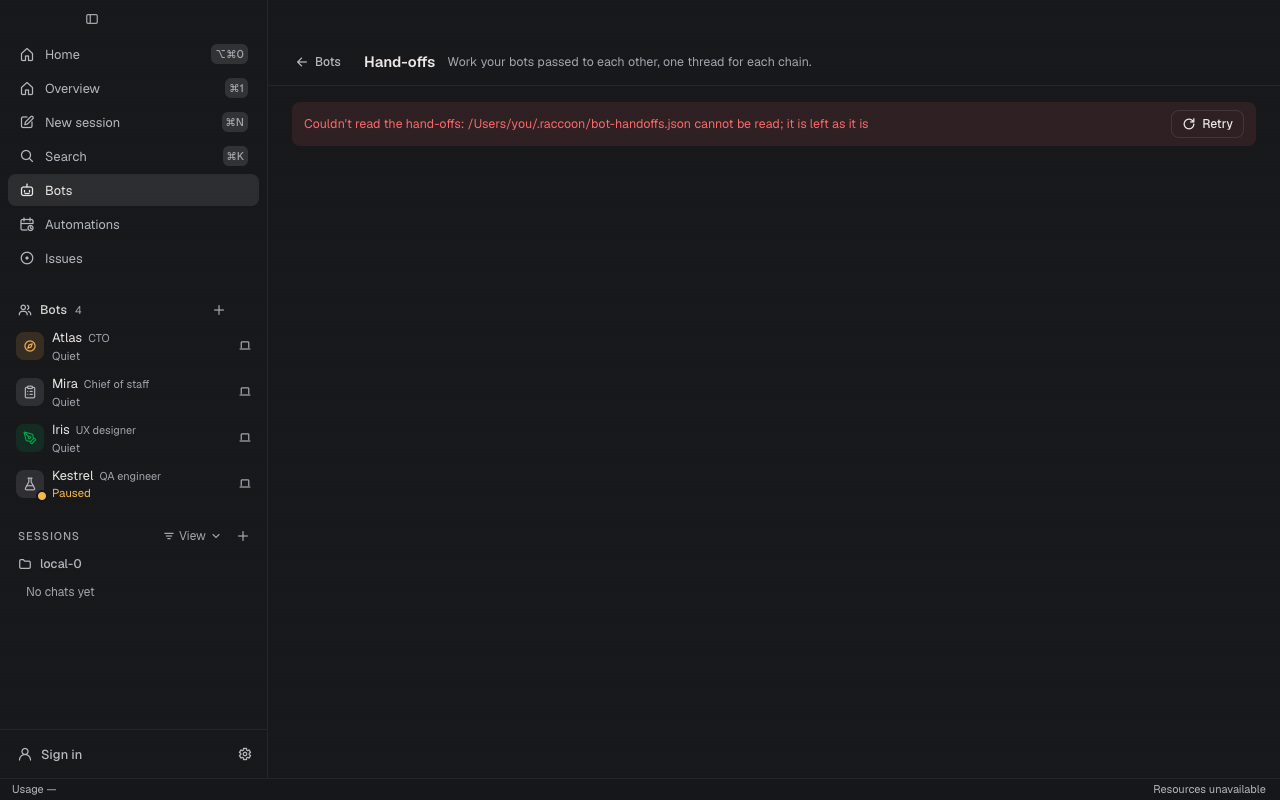 Home ⌥⌘0
Overview ⌘1
New session ⌘N
Search ⌘K
Bots
Automations
Issues
Bots 4
Atlas CTO
Quiet
Mira Chief of staff
Quiet
Iris UX designer
Quiet
Kestrel QA engineer
Paused
SESSIONS View
local-0
No chats yet
Sign in
Bots Hand-offs Work your bots passed to each other, one thread for each chain.
Couldn't read the hand-offs: /Users/you/.raccoon/bot-handoffs.json cannot be read; it is left as it is Retry
Usage —
Resources unavailable